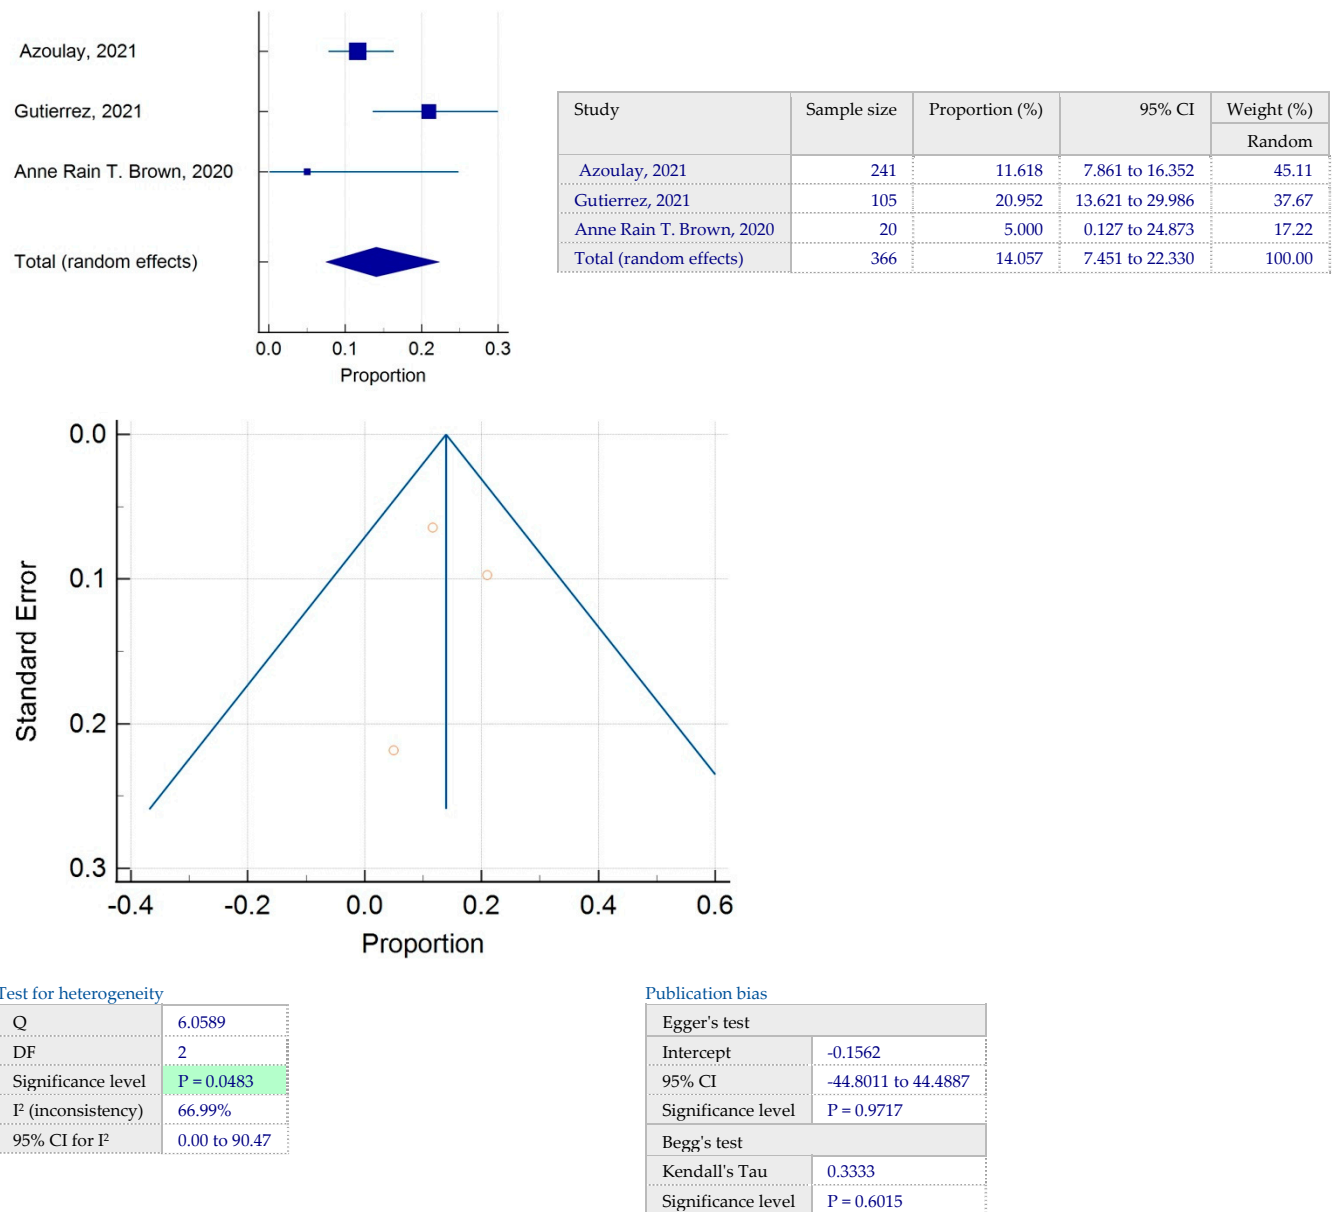 Azoulay, 2021
Gutierrez, 2021
Anne Rain T. Brown, 2020
Total (random effects)
0.0 0.1 0.2 0.3
Proportion
Study Sample size Proportion (%) 95% CI Weight (%)
Random
Azoulay, 2021 241 11.618 7.861 to 16.352 45.11
Gutierrez, 2021 105 20.952 13.621 to 29.986 37.67
Anne Rain T. Brown, 2020 20 5.000 0.127 to 24.873 17.22
Total (random effects) 366 14.057 7.451 to 22.330 100.00
Standard Error
0.0
0.1
0.2
0.3
-0.4 -0.2 0.0 0.2 0.4 0.6
Proportion
Test for heterogeneity
Q 6.0589
DF 2
Significance level P = 0.0483
I² (inconsistency) 66.99%
95% CI for I² 0.00 to 90.47
Publication bias
Egger's test
Intercept -0.1562
95% CI -44.8011 to 44.4887
Significance level P = 0.9717
Begg's test
Kendall's Tau 0.3333
Significance level P = 0.6015